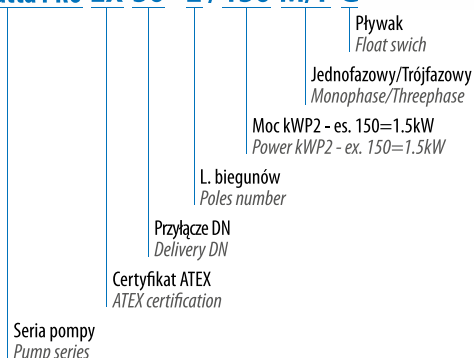 Pływak
Float swich
Jednofazowy/Trójfazowy
Monophase/Threephase
Moc kWP2 - es. 150=1.5kW
Power kWP2 - ex. 150=1.5kW
L. biegunów
Poles number
Przyłącze DN
Delivery DN
Certyfikat ATEX
ATEX certification
Seria pompy
Pump series